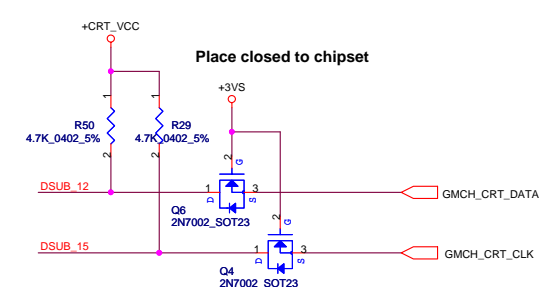 +CRT_VCC
Place closed to chipset
+3VS
1
1
R50
4.7K_0402_5%
R29
4.7K_0402_5%
2
2
2
G
DSUB_12
1
3
GMCH_CRT_DATA
D
S
Q6
2N7002_SOT23
2
G
DSUB_15
1
3
GMCH_CRT_CLK
D
S
Q4
2N7002_SOT23